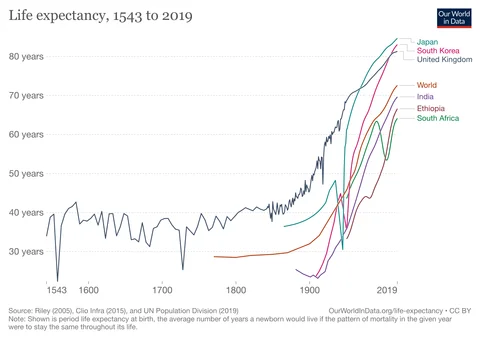 Life expectancy, 1543 to 2019
Our World
in Data
80 years
70 years
60 years
50 years
40 years
30 years
Japan
South Korea
United Kingdom
World
India
Ethiopia
South Africa
1543 1600 1700 1800 1900 2019
Source: Riley (2005), Clio Infra (2015), and UN Population Division (2019) OurWorldInData.org/life-expectancy • CC BY
Note: Shown is period life expectancy at birth, the average number of years a newborn would live if the pattern of mortality in the given year
were to stay the same throughout its life.